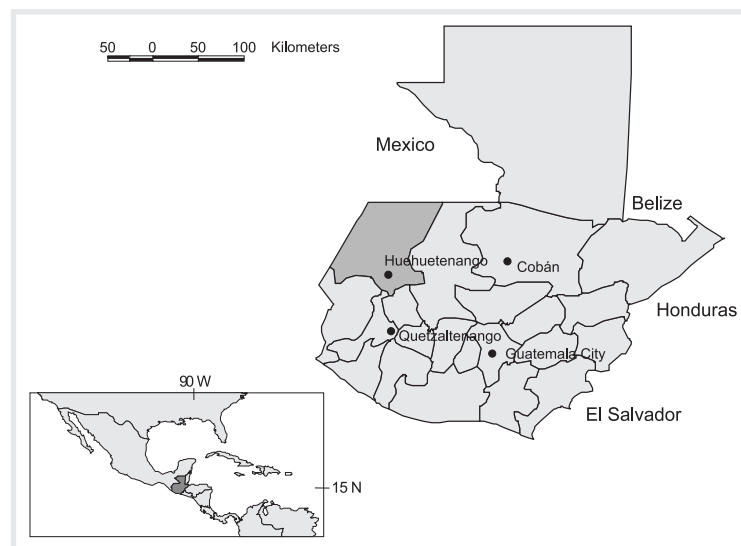 50 0 50 100 Kilometers
Mexico
Belize
Huehuetenango
Cobán
Honduras
Quetzaltenango
Guatemala City
90 W
El Salvador
15 N